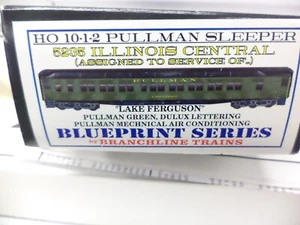 HO 10-1-2 PULLMAN SLEEPER
5205 ILLINOIS CENTRAL
(ASSIGNED TO SERVICE OF..)
PULLMAN
"LAKE FERGUSON"
PULLMAN GREEN, DULUX LETTERING
PULLMAN MECHNICAL AIR CONDITIONING
BLUEPRINT SERIES
BY BRANCHLINE TRAINS